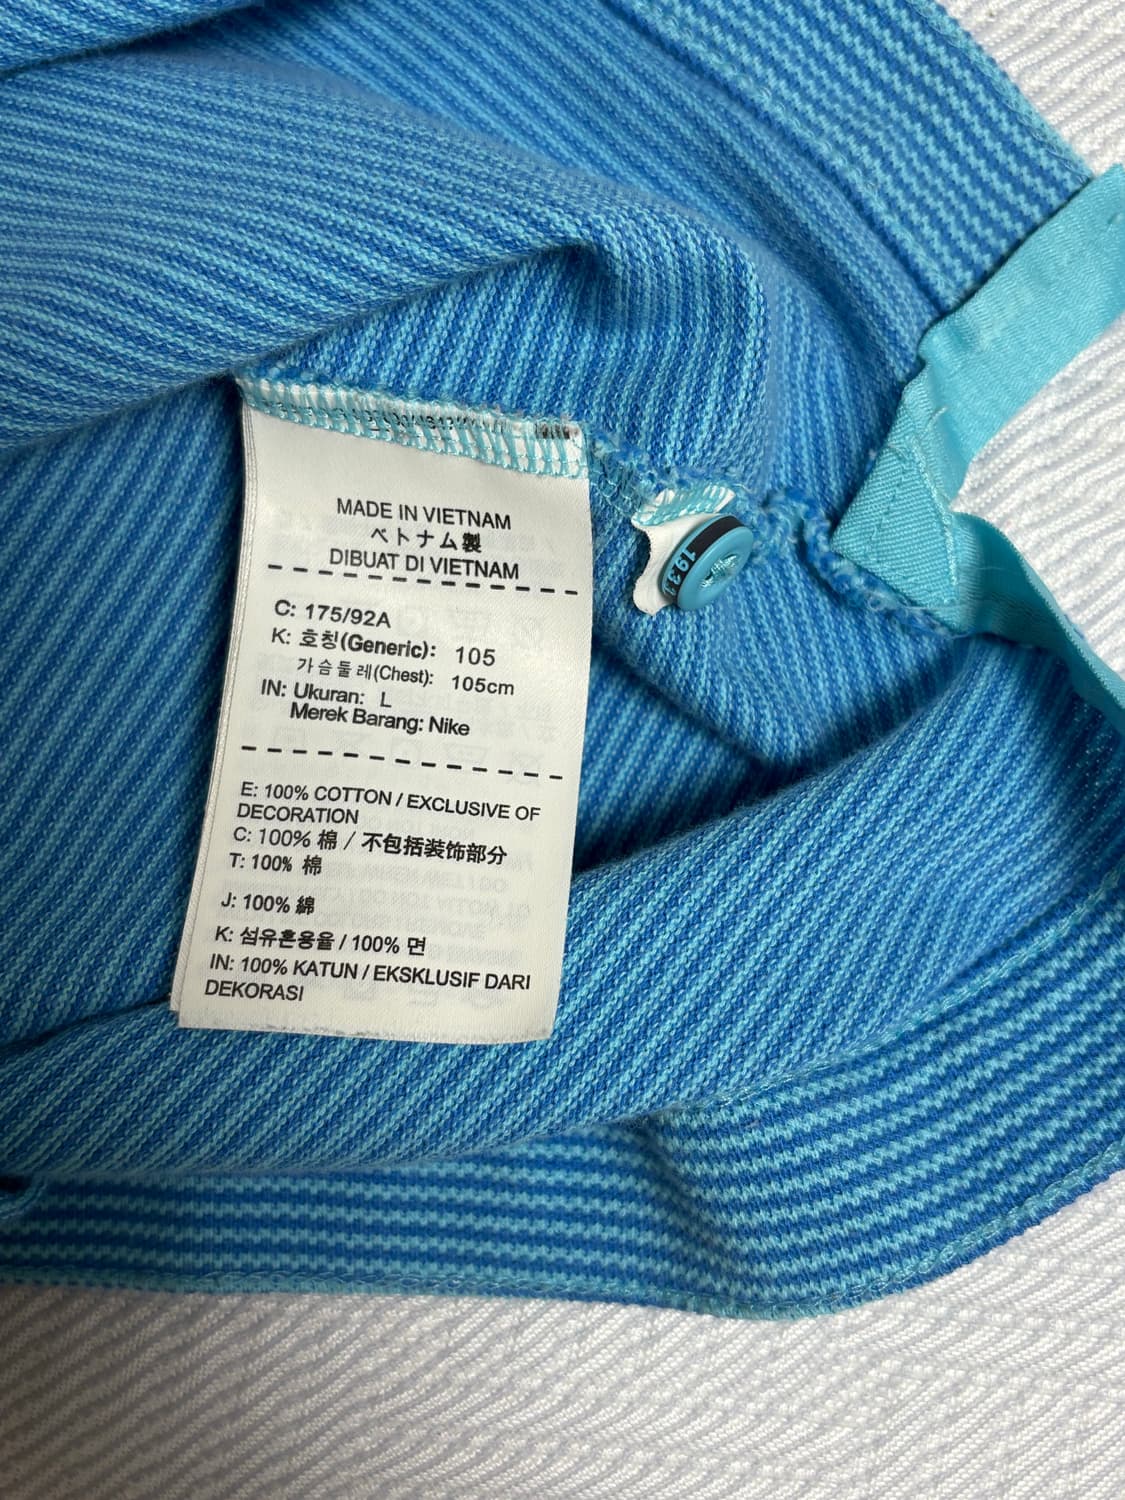 MADE IN VIETNAM
ベトナム製
DIBUAT DI VIETNAM
C: 175/92A
K: 호칭(Generic): 105
가슴둘레(Chest): 105cm
IN: Ukuran: L
Merek Barang: Nike
E: 100% COTTON / EXCLUSIVE OF
DECORATION
C: 100% 棉 / 不包括装饰部分
T: 100% 棉
J: 100% 綿
K: 섬유혼용율 / 100% 면
IN: 100% KATUN / EKSKLUSIF DARI
DEKORASI